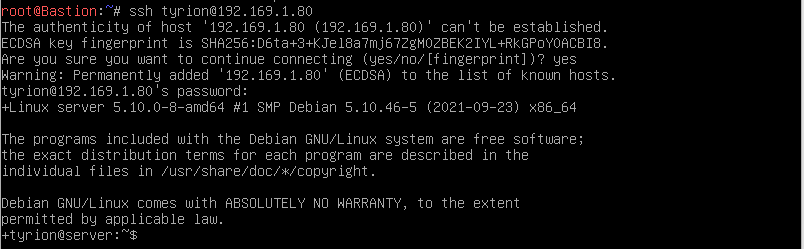 root@Bastion:~# ssh tyrion@192.169.1.80
The authenticity of host '192.169.1.80 (192.169.1.80)' can't be established.
ECDSA key fingerprint is SHA256:D6ta+3+KJel8a7mj67ZgM0ZBEK2IYL+RkGPoY0ACBI8.
Are you sure you want to continue connecting (yes/no/[fingerprint])? yes
Warning: Permanently added '192.169.1.80' (ECDSA) to the list of known hosts.
tyrion@192.169.1.80's password:
+Linux server 5.10.0-8-amd64 #1 SMP Debian 5.10.46-5 (2021-09-23) x86_64
The programs included with the Debian GNU/Linux system are free software;
the exact distribution terms for each program are described in the
individual files in /usr/share/doc/*/copyright.
Debian GNU/Linux comes with ABSOLUTELY NO WARRANTY, to the extent
permitted by applicable law.
+tyrion@server:~$